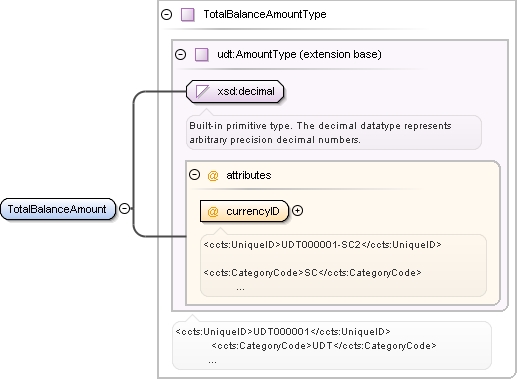 TotalBalanceAmountType
udt:AmountType (extension base)
xsd:decimal
Built-in primitive type. The decimal datatype represents
arbitrary precision decimal numbers.
@ attributes
TotalBalanceAmount
@ currencyID
<ccts:UniqueID>UDT000001-SC2</ccts:UniqueID>
<ccts:CategoryCode>SC</ccts:CategoryCode>
...
<ccts:UniqueID>UDT000001</ccts:UniqueID>
<ccts:CategoryCode>UDT</ccts:CategoryCode>
...